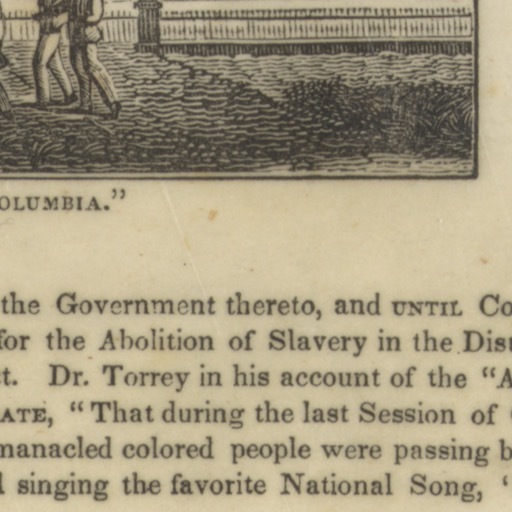 OLUMBIA."
the Government thereto, and UNTIL Co
for the Abolition of Slavery in the Dist
t. Dr. Torrey in his account of the "A
ATE, "That during the last Session of
manacled colored people were passing b
singing the favorite National Song, '